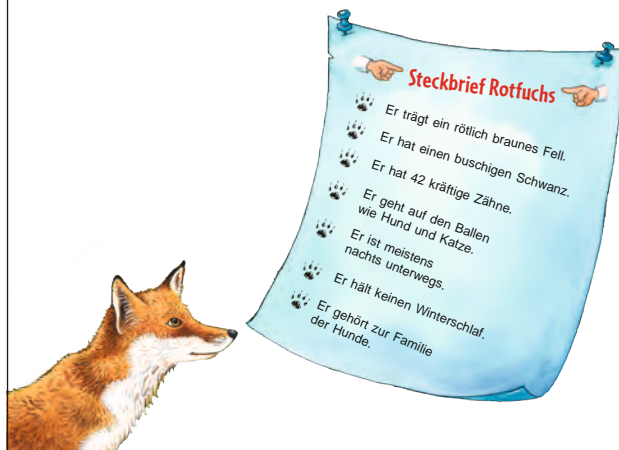 Steckbrief Rotfuchs
Er trägt ein rötlich braunes Fell.
Er hat einen buschigen Schwanz.
Er hat 42 kräftige Zähne.
Er geht auf den Ballen
wie Hund und Katze.
Er ist meistens
nachts unterwegs.
Er hält keinen Winterschlaf.
Er gehört zur Familie
der Hunde.